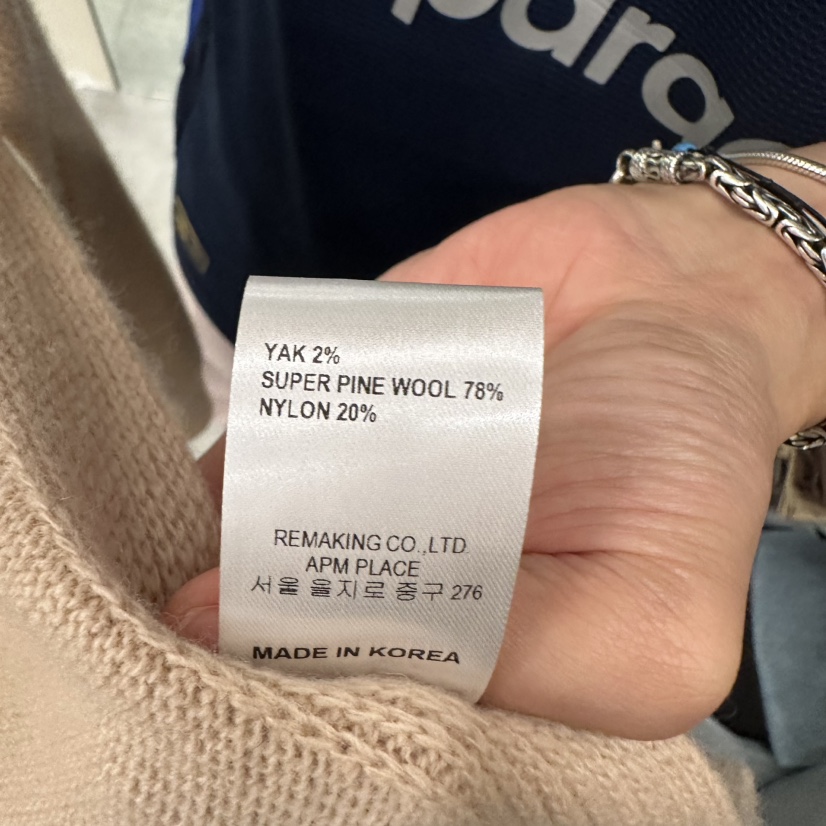 YAK 2%
SUPER PINE WOOL 78%
NYLON 20%
REMAKING CO.,LTD
APM PLACE
서울 을지로 중구 276
MADE IN KOREA